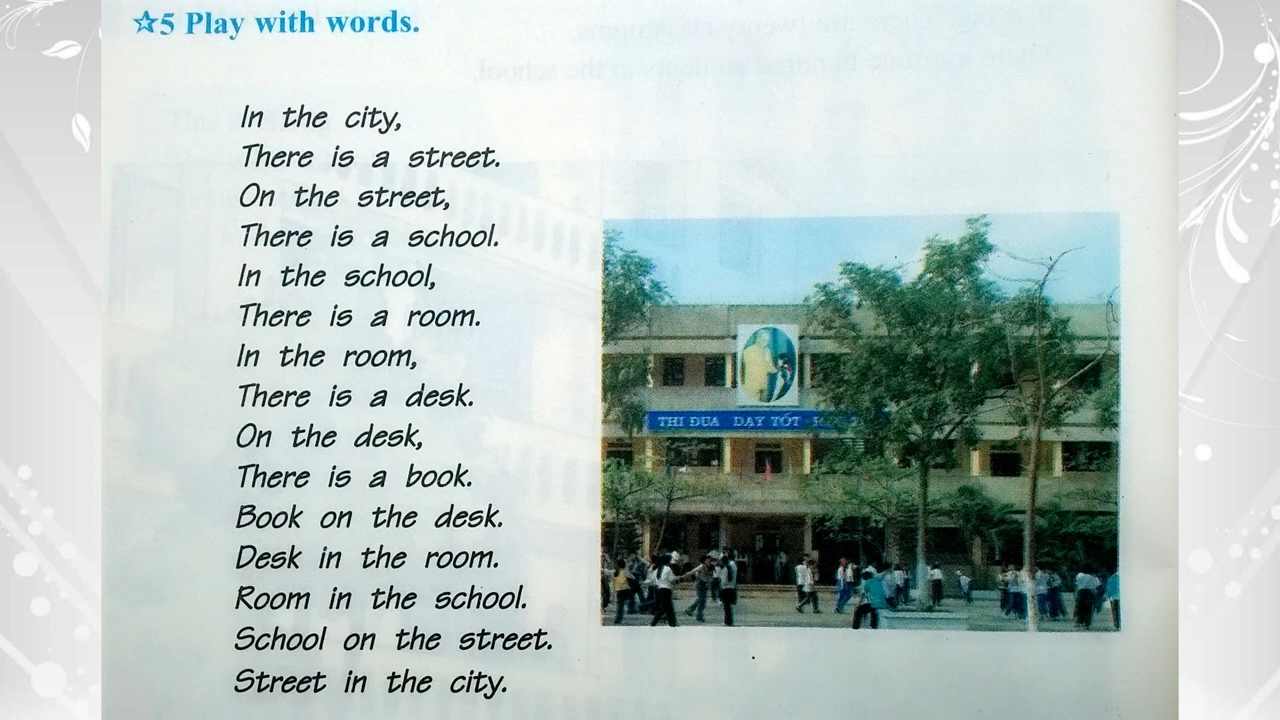 ☆5 Play with words.
In the city,
There is a street.
On the street,
There is a school.
In the school,
There is a room.
In the room,
There is a desk.
On the desk,
There is a book.
Book on the desk.
Desk in the room.
Room in the school.
School on the street.
Street in the city.
THI ĐUA DẠY TỐT